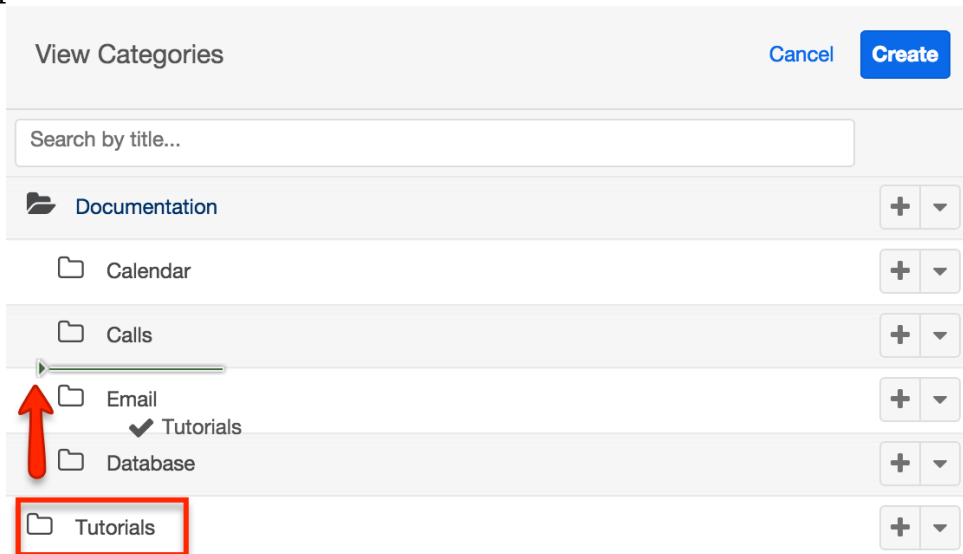 View Categories
Cancel
Create
Search by title...
Documentation
Calendar
Calls
Email
Tutorials
Database
Tutorials